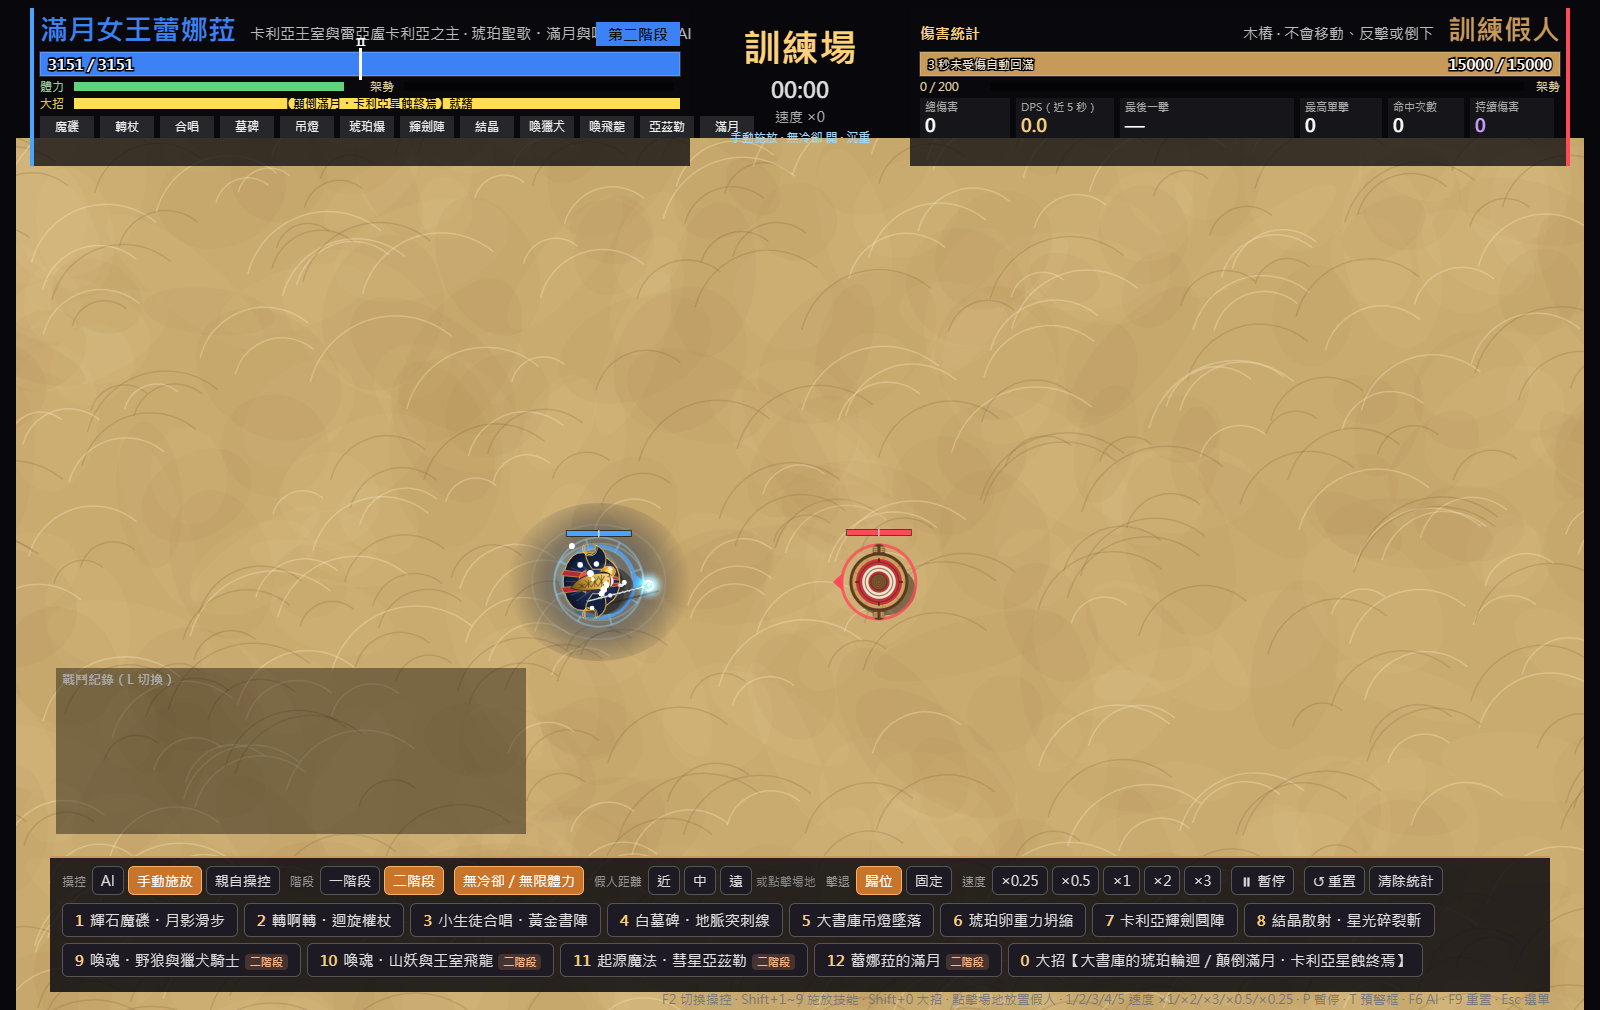 滿月女王蕾娜菈
卡利亞王室與雷亞盧卡利亞之主 · 琥珀聖歌 · 滿月與
第二階段
AI
II
3151 / 3151
體力
架勢
大招
【顛倒滿月 · 卡利亞星蝕終焉】就緒
魔礫
轉杖
合唱
墓碑
吊燈
琥珀爆
輝劍陣
結晶
喚獵犬
喚飛龍
亞茲勒
滿月
訓練場
00:00
速度 ×0
手動施放 · 無冷卻 開 · 沉重
傷害統計
木樁 · 不會移動、反擊或倒下
訓練假人
3 秒未受傷自動回滿
15000 / 15000
0 / 200
架勢
總傷害
0
DPS（近 5 秒）
0.0
最後一擊
—
最高單擊
0
命中次數
0
持續傷害
0
戰鬥紀錄（L 切換）
操控 AI 手動施放 親自操控 階段 一階段 二階段 無冷卻 / 無限體力 假人距離 近 中 遠 或點擊場地 擊退 歸位 固定 速度 ×0.25 ×0.5 ×1 ×2 ×3 ⏸ 暫停 ↺ 重置 清除統計
1 輝石魔礫 · 月影滑步
2 轉啊轉 · 迴旋權杖
3 小生徒合唱 · 黃金書陣
4 白墓碑 · 地脈突刺線
5 大書庫吊燈墜落
6 琥珀卵重力坍縮
7 卡利亞輝劍圓陣
8 結晶散射 · 星光碎裂斬
9 喚魂 · 野狼與獵犬騎士 二階段
10 喚魂 · 山妖與王室飛龍 二階段
11 起源魔法 · 彗星亞茲勒 二階段
12 蕾娜菈的滿月 二階段
0 大招【大書庫的琥珀輪迴 / 顛倒滿月 · 卡利亞星蝕終焉】
F2 切換操控 · Shift+1~9 施放技能 · Shift+0 大招 · 點擊場地放置假人 · 1/2/3/4/5 速度 ×1/×2/×3/×0.5/×0.25 · P 暫停 · T 預警框 · F6 AI · F9 重置 · Esc 選單